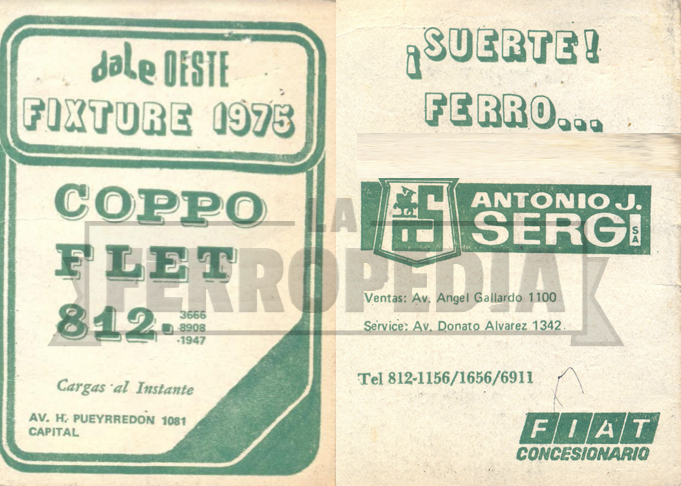 dale OESTE
FIXTURE 1975
COPPO
FLET
812.
3666
-8908
-1947
Cargas al Instante
AV. H. PUEYRREDON 1081
CAPITAL
¡SUERTE!
FERRO...
ANTONIO J.
SERGI SA
Ventas: Av. Angel Gallardo 1100
Service: Av. Donato Alvarez 1342
Tel 812-1156/1656/6911
FIAT
CONCESIONARIO
LA
FERROPEDIA